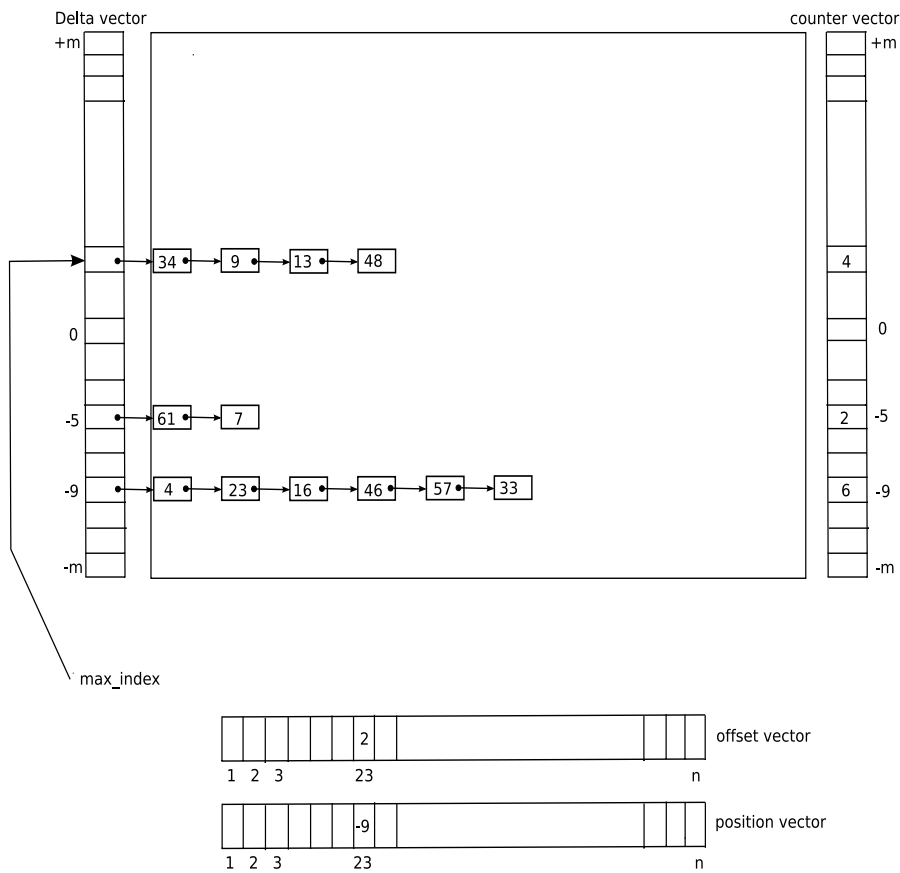 Delta vector counter vector
+m +m
34 9 13 48 4
0 0
-5 61 7 2 -5
-9 4 23 16 46 57 33 6 -9
-m -m
max_index
2 offset vector
1 2 3 23 n
-9 position vector
1 2 3 23 n